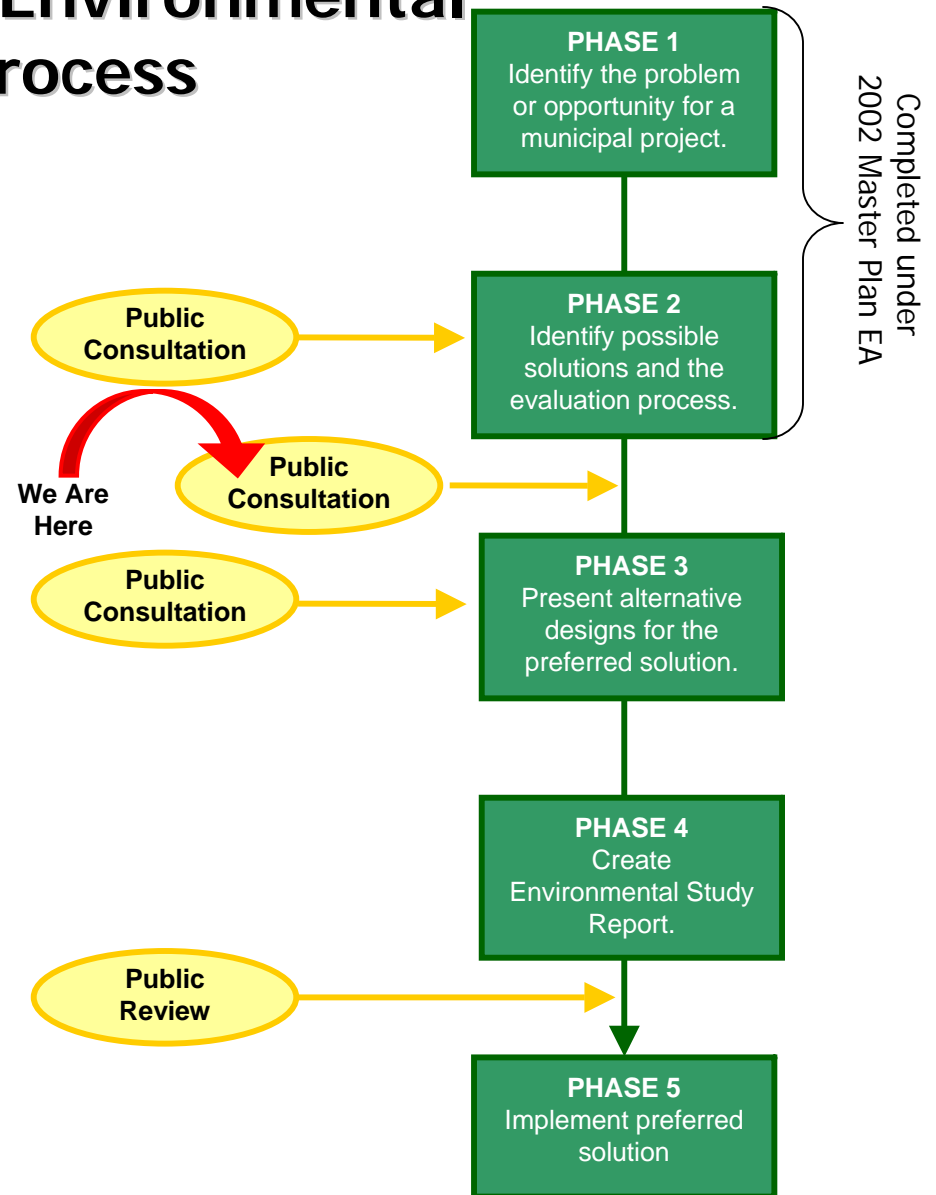 Environmental
rocess
PHASE 1
Identify the problem
or opportunity for a
municipal project.
Completed under
2002 Master Plan EA
PHASE 2
Identify possible
solutions and the
evaluation process.
Public
Consultation
We Are
Here
Public
Consultation
PHASE 3
Present alternative
designs for the
preferred solution.
Public
Consultation
PHASE 4
Create
Environmental Study
Report.
Public
Review
PHASE 5
Implement preferred
solution